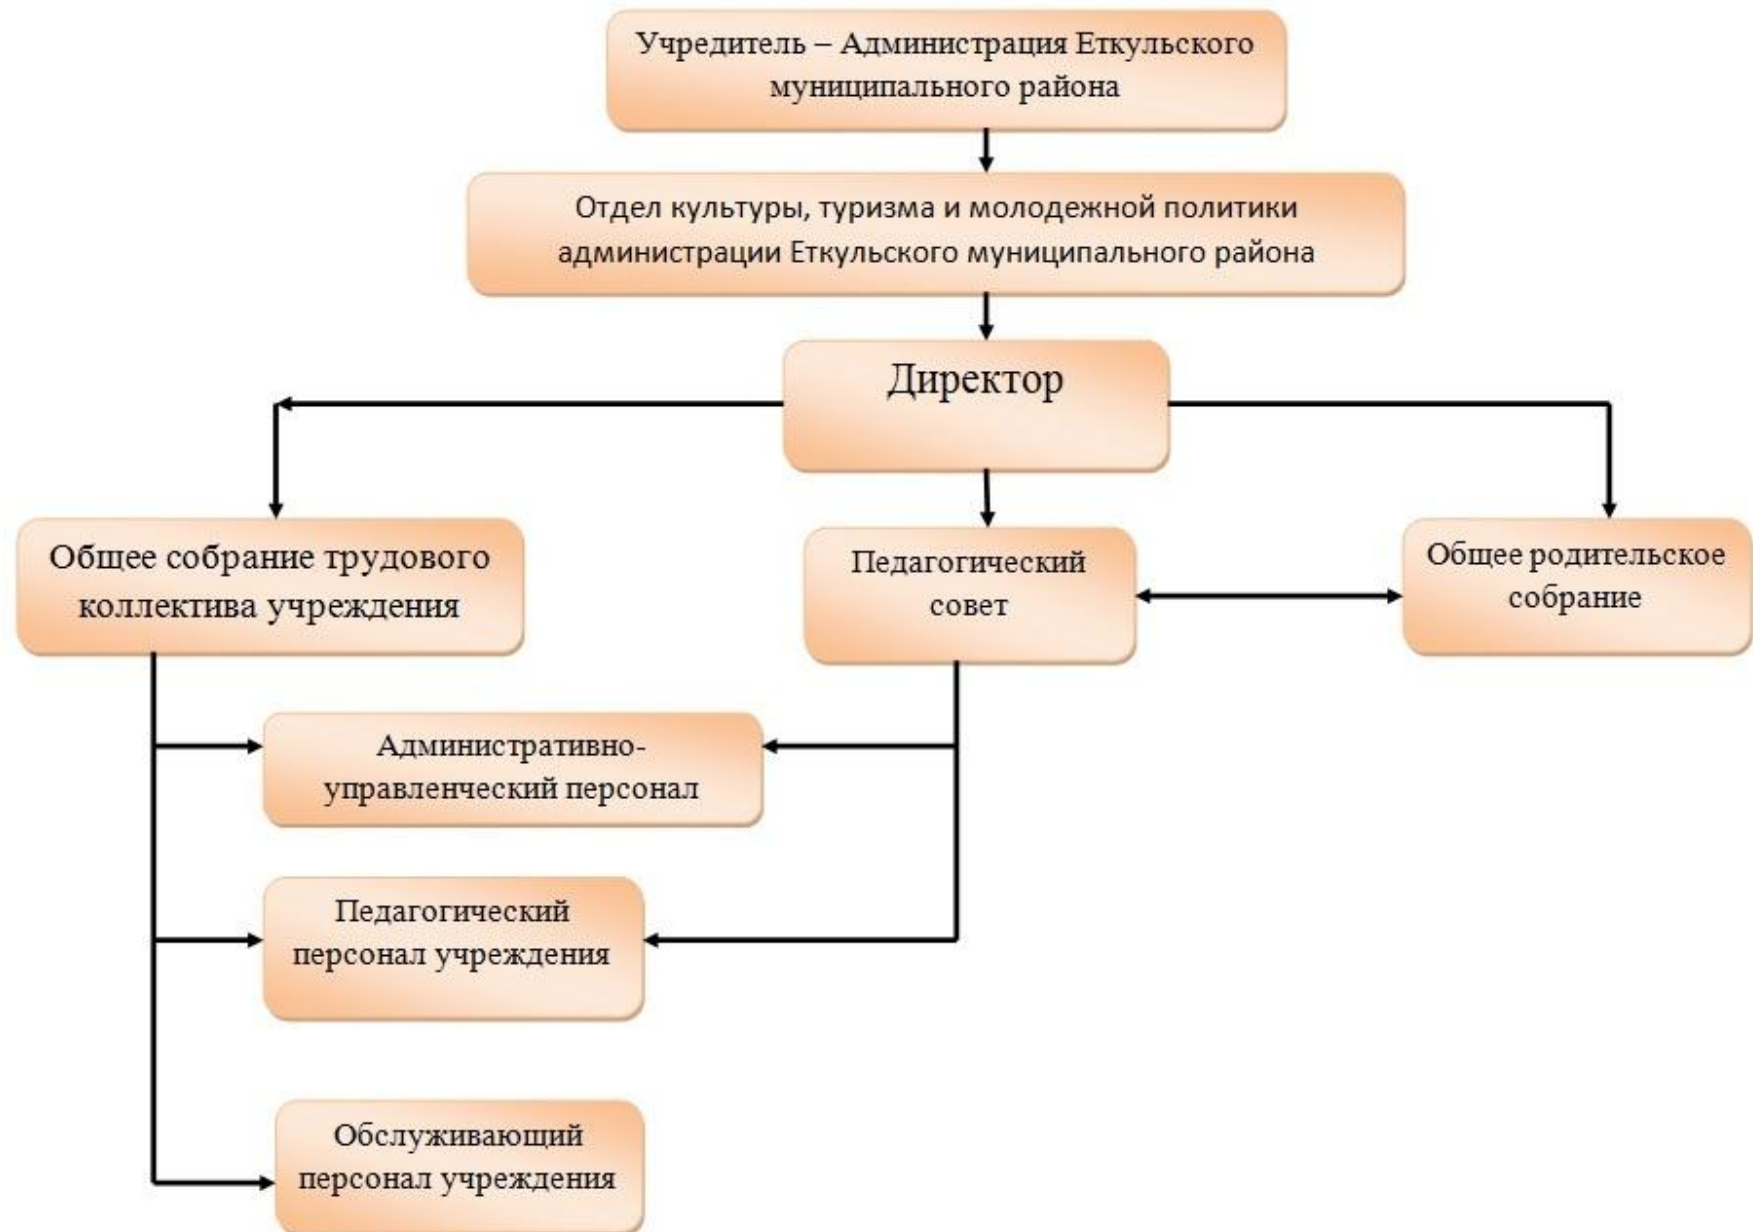 Учредитель – Администрация Еткульского
муниципального района
Отдел культуры, туризма и молодежной политики
администрации Еткульского муниципального района
Директор
Общее собрание трудового
коллектива учреждения
Педагогический
совет
Общее родительское
собрание
Административно-
управленческий персонал
Педагогический
персонал учреждения
Обслуживающий
персонал учреждения